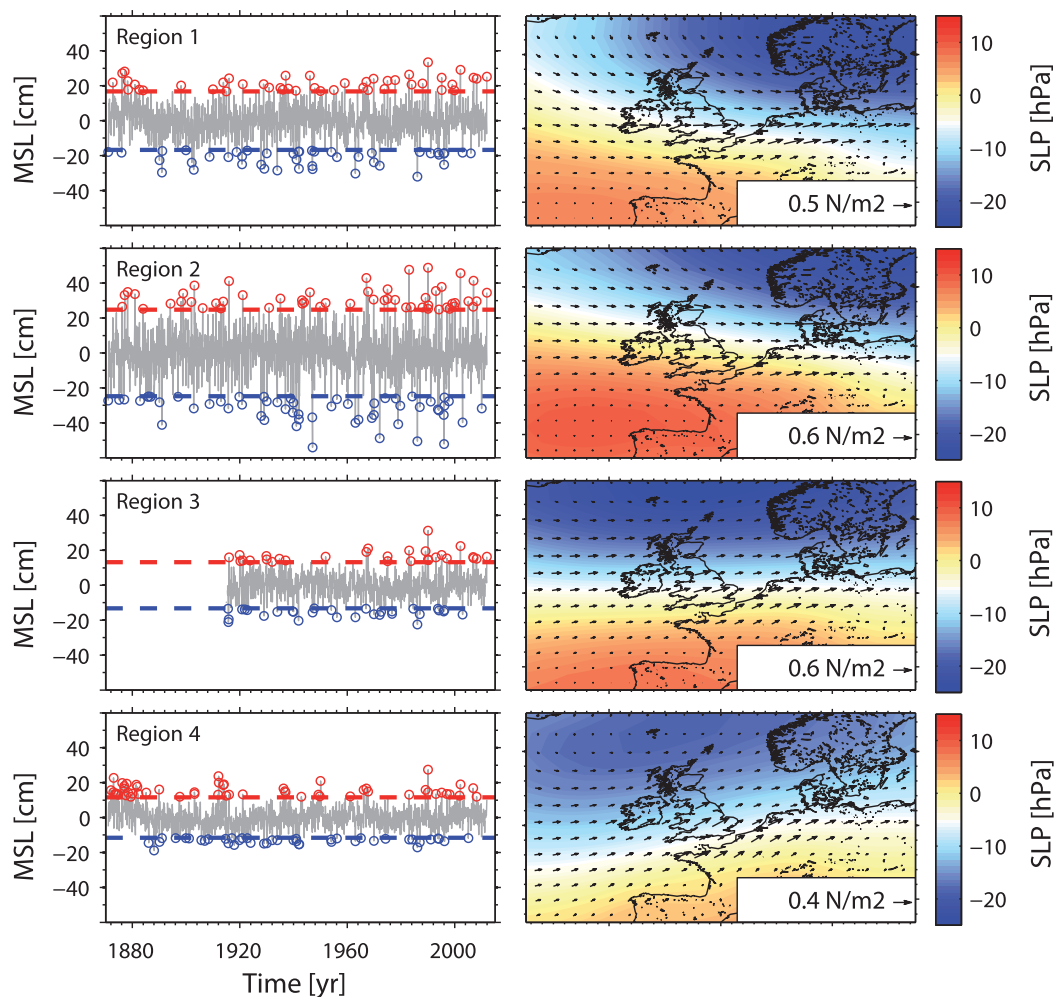 Region 1
MSL [cm]
40
20
0
−20
−40
0.5 N/m2
10
0
−10
−20
SLP [hPa]
Region 2
MSL [cm]
40
20
0
−20
−40
0.6 N/m2
10
0
−10
−20
SLP [hPa]
Region 3
MSL [cm]
40
20
0
−20
−40
0.6 N/m2
10
0
−10
−20
SLP [hPa]
Region 4
MSL [cm]
40
20
0
−20
−40
0.4 N/m2
10
0
−10
−20
SLP [hPa]
1880 1920 1960 2000
Time [yr]